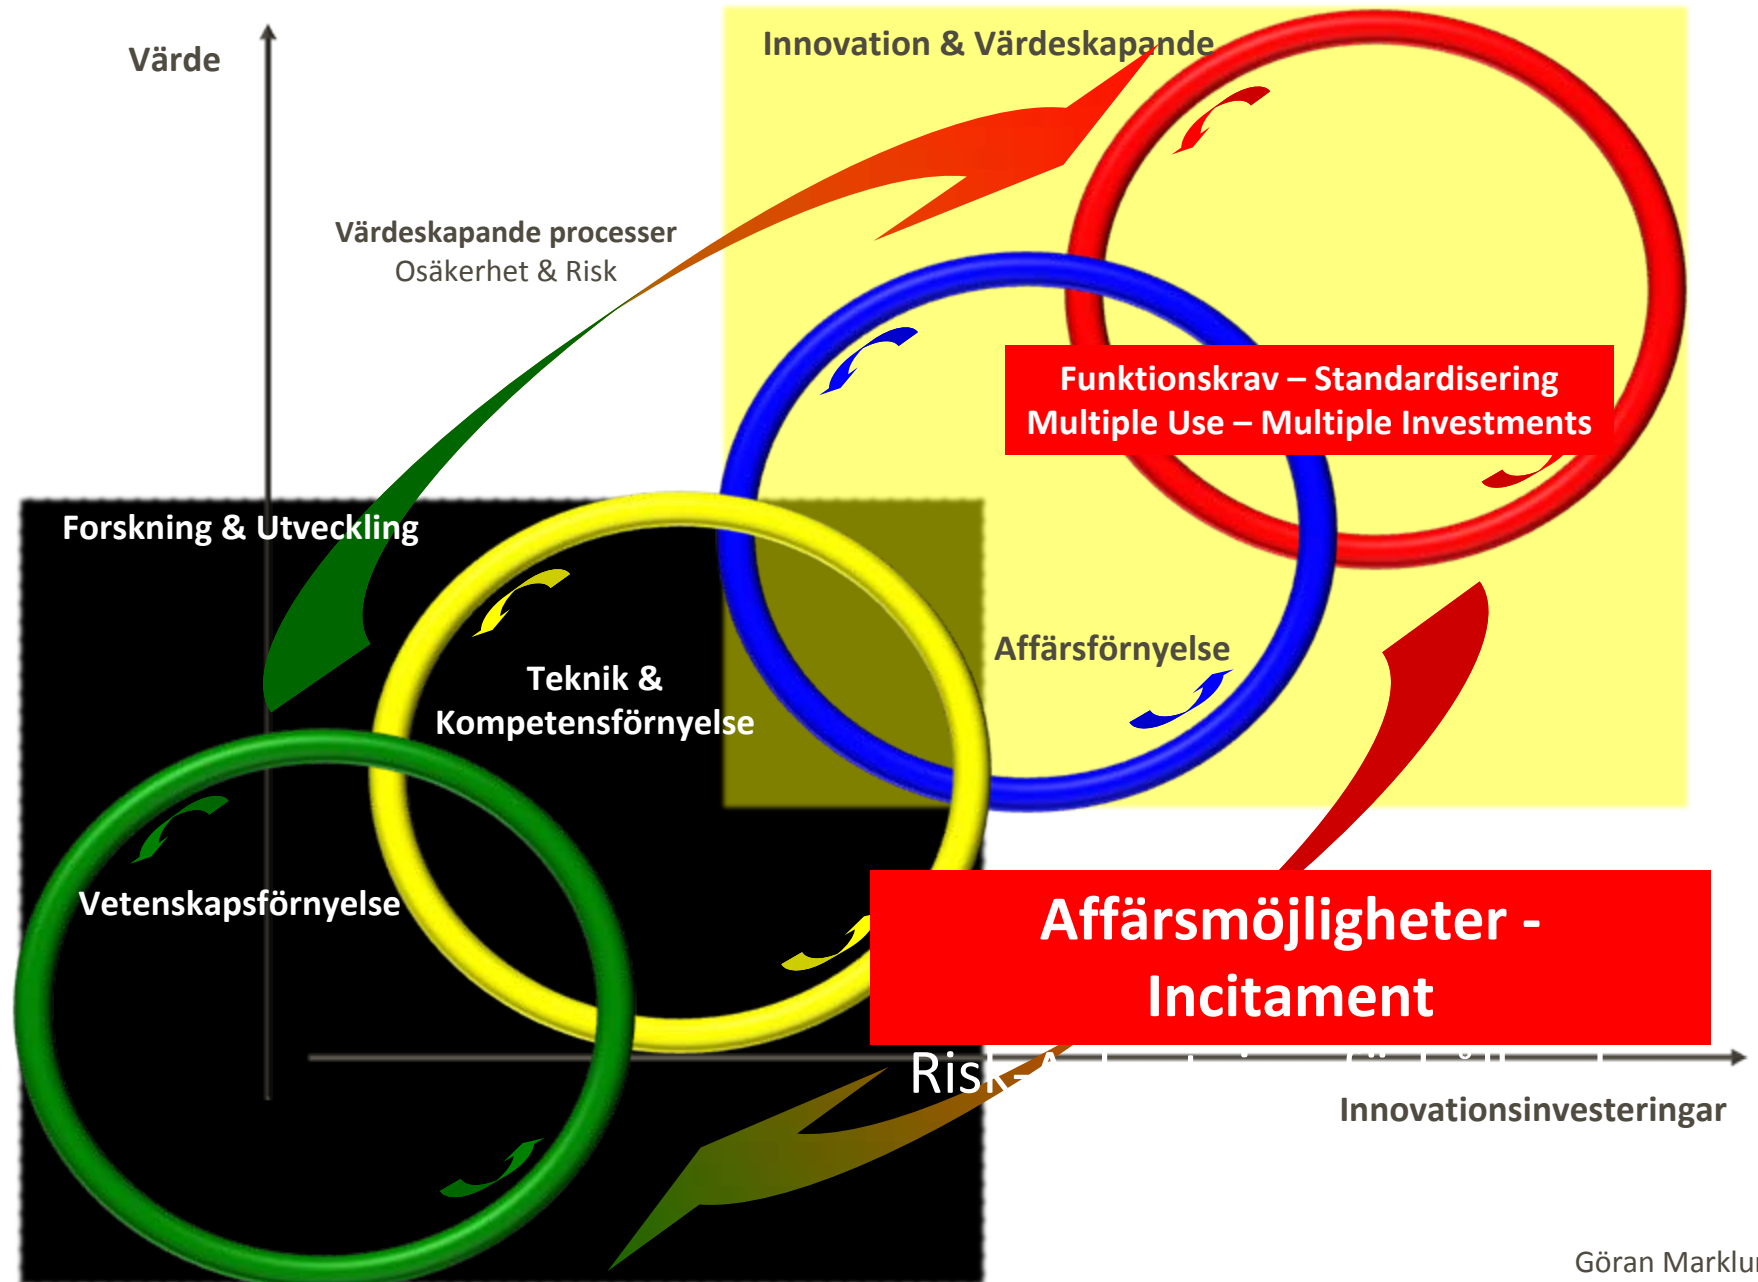 Värde
Innovation & Värdeskapande
Värdeskapande processer
Osäkerhet & Risk
Funktionskrav – Standardisering
Multiple Use – Multiple Investments
Forskning & Utveckling
Affärsförnyelse
Teknik &
Kompetensförnyelse
Vetenskapsförnyelse
Affärsmöjligheter -
Incitament
Innovationsinvesteringar
Göran